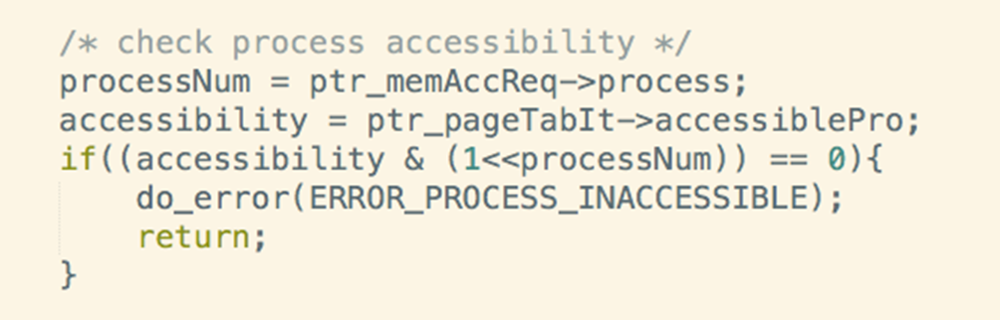 /* check process accessibility */
processNum = ptr_memAccReq->process;
accessibility = ptr_pageTabIt->accessiblePro;
if((accessibility & (1<<processNum)) == 0){
    do_error(ERROR_PROCESS_INACCESSIBLE);
    return;
}